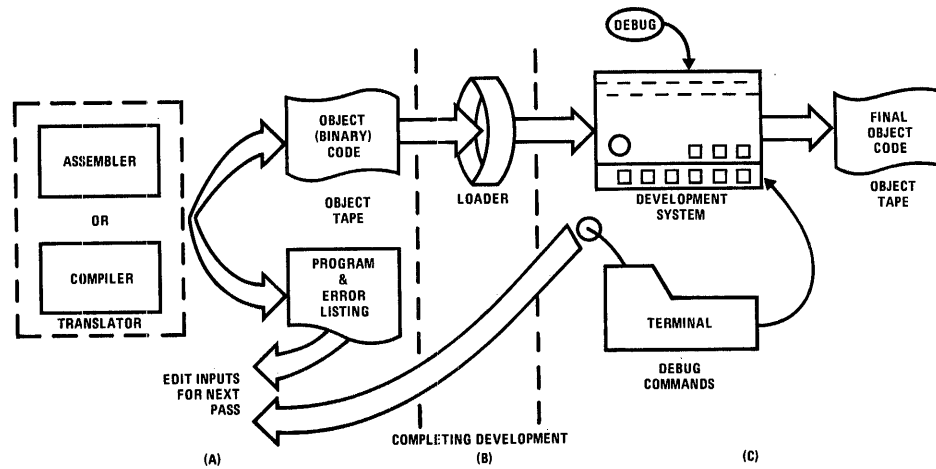 DEBUG
ASSEMBLER
OR
COMPILER
TRANSLATOR
OBJECT
(BINARY)
CODE
OBJECT
TAPE
PROGRAM
&
ERROR
LISTING
EDIT INPUTS
FOR NEXT
PASS
LOADER
DEVELOPMENT
SYSTEM
FINAL
OBJECT
CODE
OBJECT
TAPE
TERMINAL
DEBUG
COMMANDS
COMPLETING DEVELOPMENT
(A)
(B)
(C)